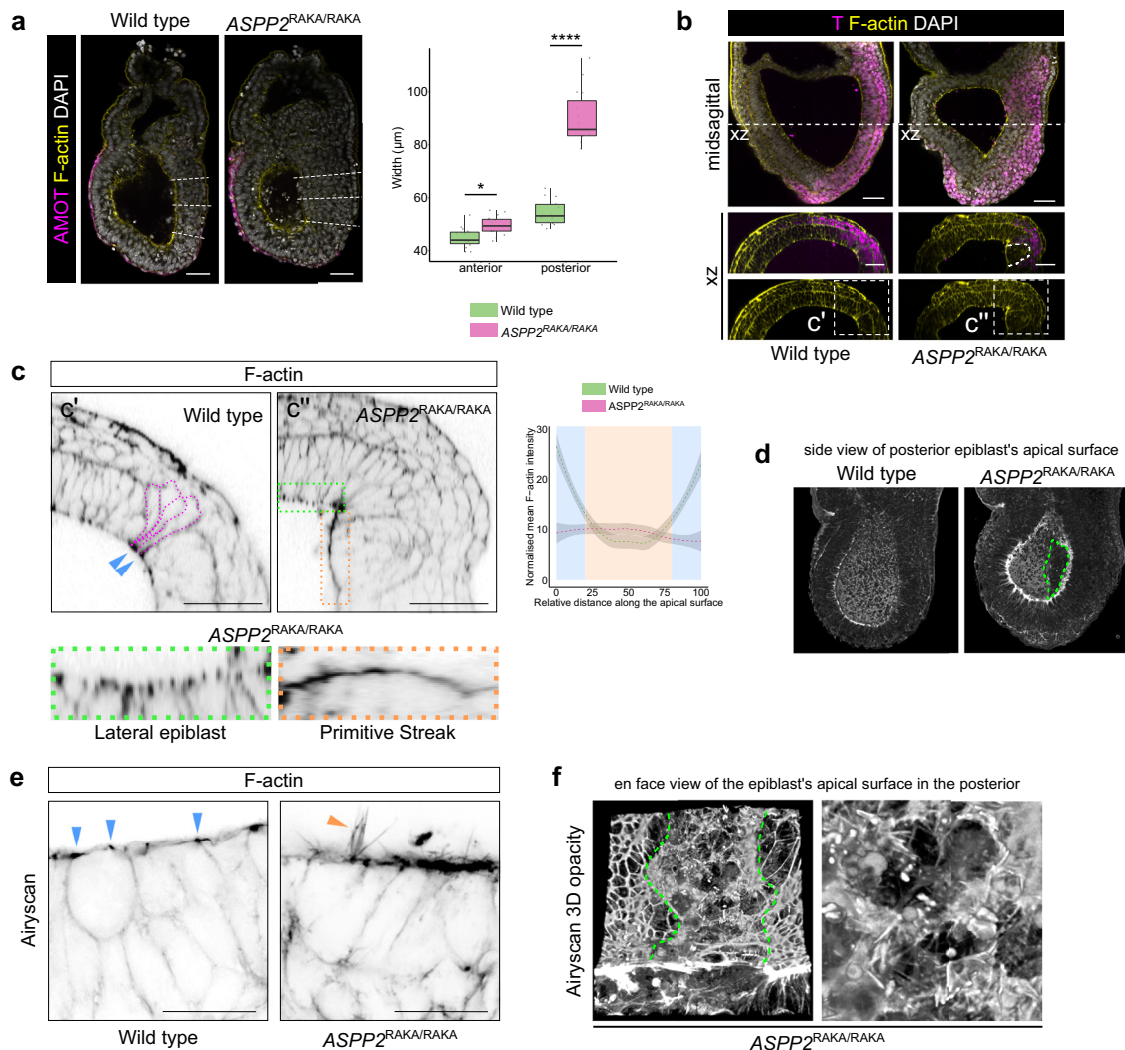 a
Wild type
ASPP2RAKA/RAKA
AMOT F-actin DAPI
Width (μm)
100
80
60
40
*
****
anterior
posterior
Wild type
ASPP2RAKA/RAKA
b
T F-actin DAPI
midsagittal
xz
xz
xz
c'
c''
Wild type
ASPP2RAKA/RAKA
c
F-actin
c'
Wild type
c''
ASPP2RAKA/RAKA
ASPP2RAKA/RAKA
Lateral epiblast
Primitive Streak
Wild type
ASPP2RAKA/RAKA
Normalised mean F−actin intensity
30
20
10
0
0
25
50
75
100
Relative distance along the apical surface
d
side view of posterior epiblast's apical surface
Wild type
ASPP2RAKA/RAKA
e
F-actin
Airyscan
Wild type
ASPP2RAKA/RAKA
f
en face view of the epiblast's apical surface in the posterior
Airyscan 3D opacity
ASPP2RAKA/RAKA